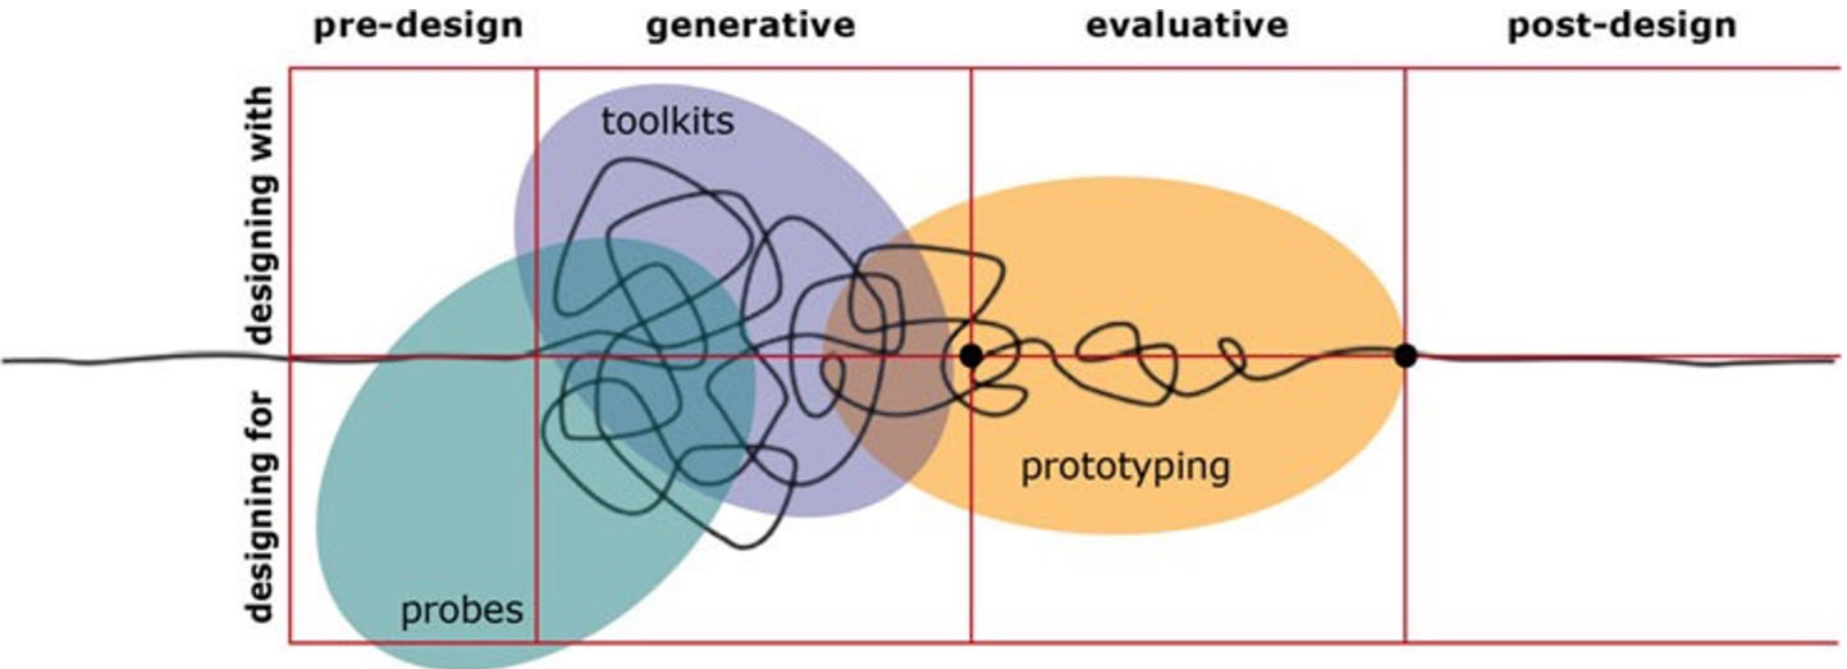 pre-design
generative
evaluative
post-design
designing with
toolkits
designing for
prototyping
probes